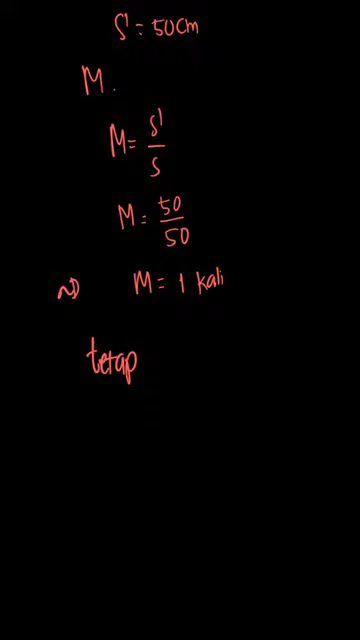 S' = 50cm
M.
M = S'/S
M = 50/50
M = 1 kali
tetap